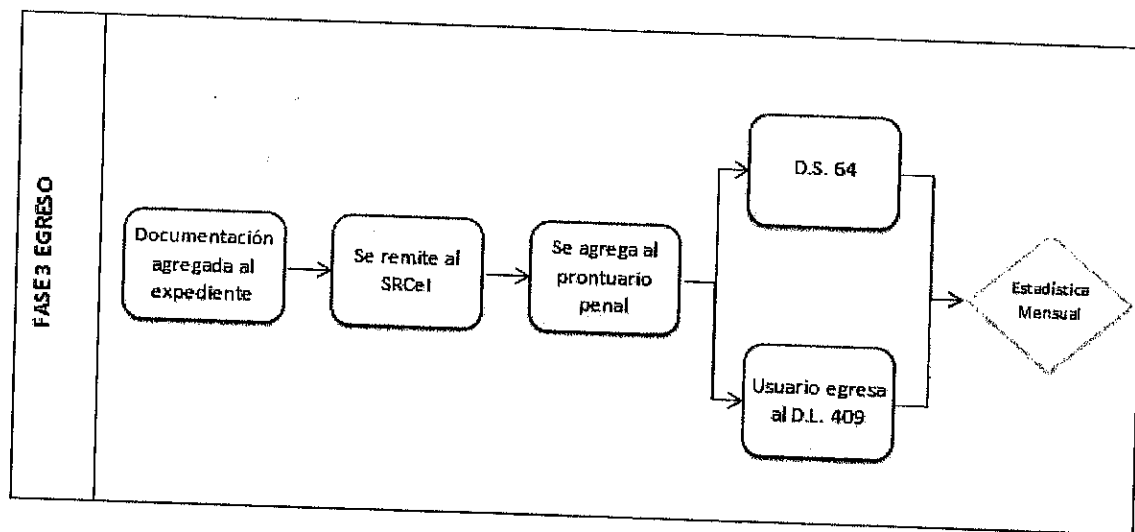 FASE3 EGRESO
Documentación
agregada al
expediente
Se remite al
SRCeI
Se agrega al
prontuario
penal
D.S. 64
Usuario egresa
al D.L. 409
Estadística
Mensual